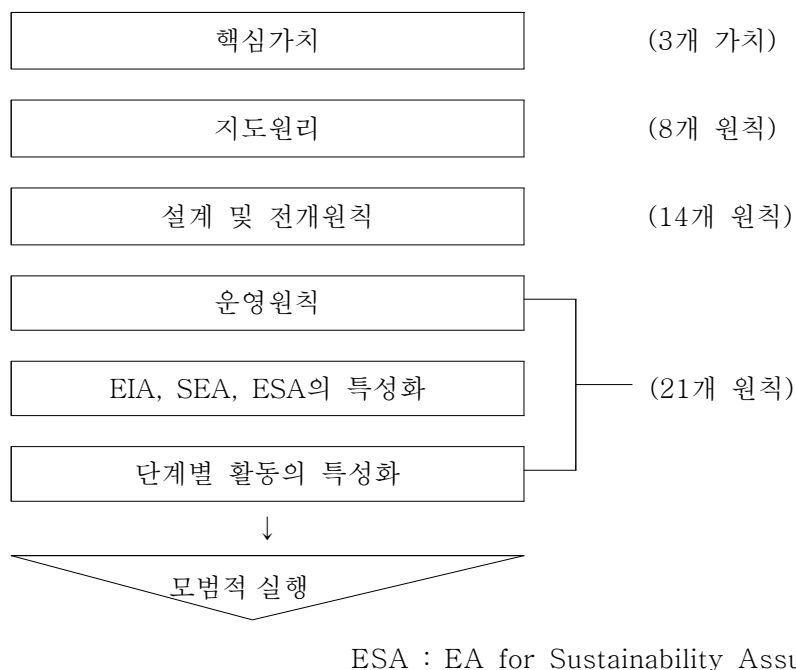 핵심가치 (3개 가치)
지도원리 (8개 원칙)
설계 및 전개원칙 (14개 원칙)
운영원칙
EIA, SEA, ESA의 특성화 (21개 원칙)
단계별 활동의 특성화
↓
모범적 실행
ESA : EA for Sustainability